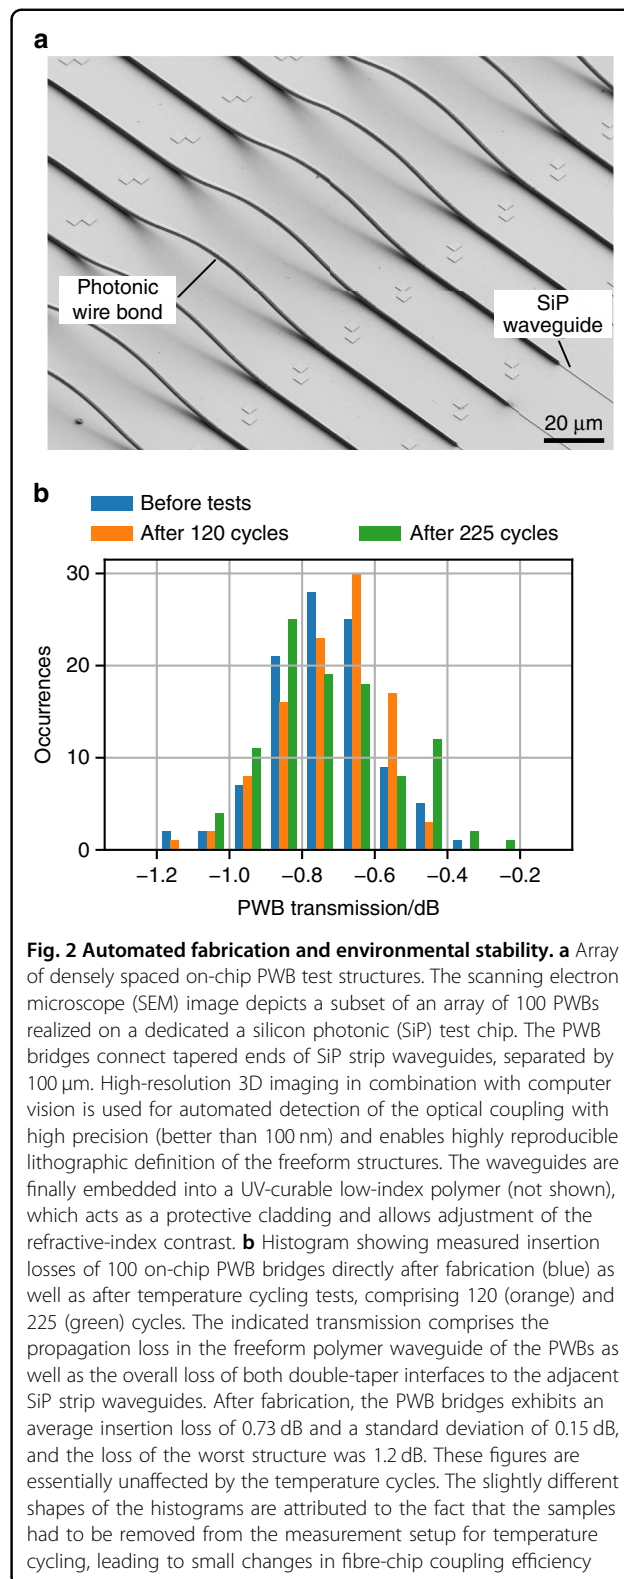 a
Photonic
wire bond
SiP
waveguide
20 μm
b
Before tests
After 120 cycles
After 225 cycles
30
20
10
0
Occurrences
−1.2
−1.0
−0.8
−0.6
−0.4
−0.2
PWB transmission/dB
Fig. 2 Automated fabrication and environmental stability. a Array
of densely spaced on-chip PWB test structures. The scanning electron
microscope (SEM) image depicts a subset of an array of 100 PWBs
realized on a dedicated a silicon photonic (SiP) test chip. The PWB
bridges connect tapered ends of SiP strip waveguides, separated by
100 μm. High-resolution 3D imaging in combination with computer
vision is used for automated detection of the optical coupling with
high precision (better than 100 nm) and enables highly reproducible
lithographic definition of the freeform structures. The waveguides are
finally embedded into a UV-curable low-index polymer (not shown),
which acts as a protective cladding and allows adjustment of the
refractive-index contrast. b Histogram showing measured insertion
losses of 100 on-chip PWB bridges directly after fabrication (blue) as
well as after temperature cycling tests, comprising 120 (orange) and
225 (green) cycles. The indicated transmission comprises the
propagation loss in the freeform polymer waveguide of the PWBs as
well as the overall loss of both double-taper interfaces to the adjacent
SiP strip waveguides. After fabrication, the PWB bridges exhibits an
average insertion loss of 0.73 dB and a standard deviation of 0.15 dB,
and the loss of the worst structure was 1.2 dB. These figures are
essentially unaffected by the temperature cycles. The slightly different
shapes of the histograms are attributed to the fact that the samples
had to be removed from the measurement setup for temperature
cycling, leading to small changes in fibre-chip coupling efficiency